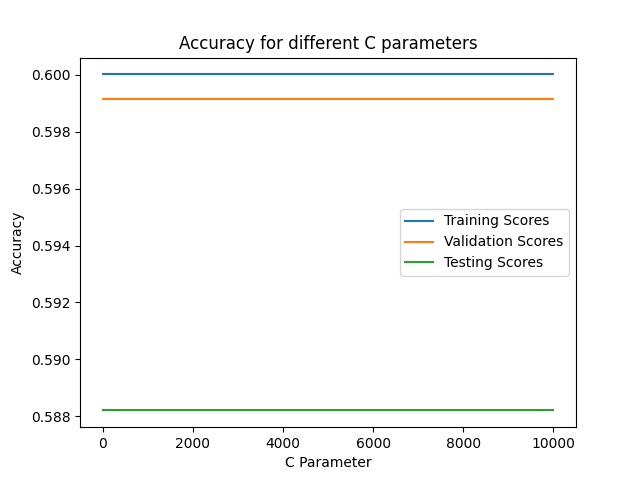 Accuracy for different C parameters
0.600
0.598
0.596
0.594
0.592
0.590
0.588
Accuracy
Training Scores
Validation Scores
Testing Scores
0 2000 4000 6000 8000 10000
C Parameter